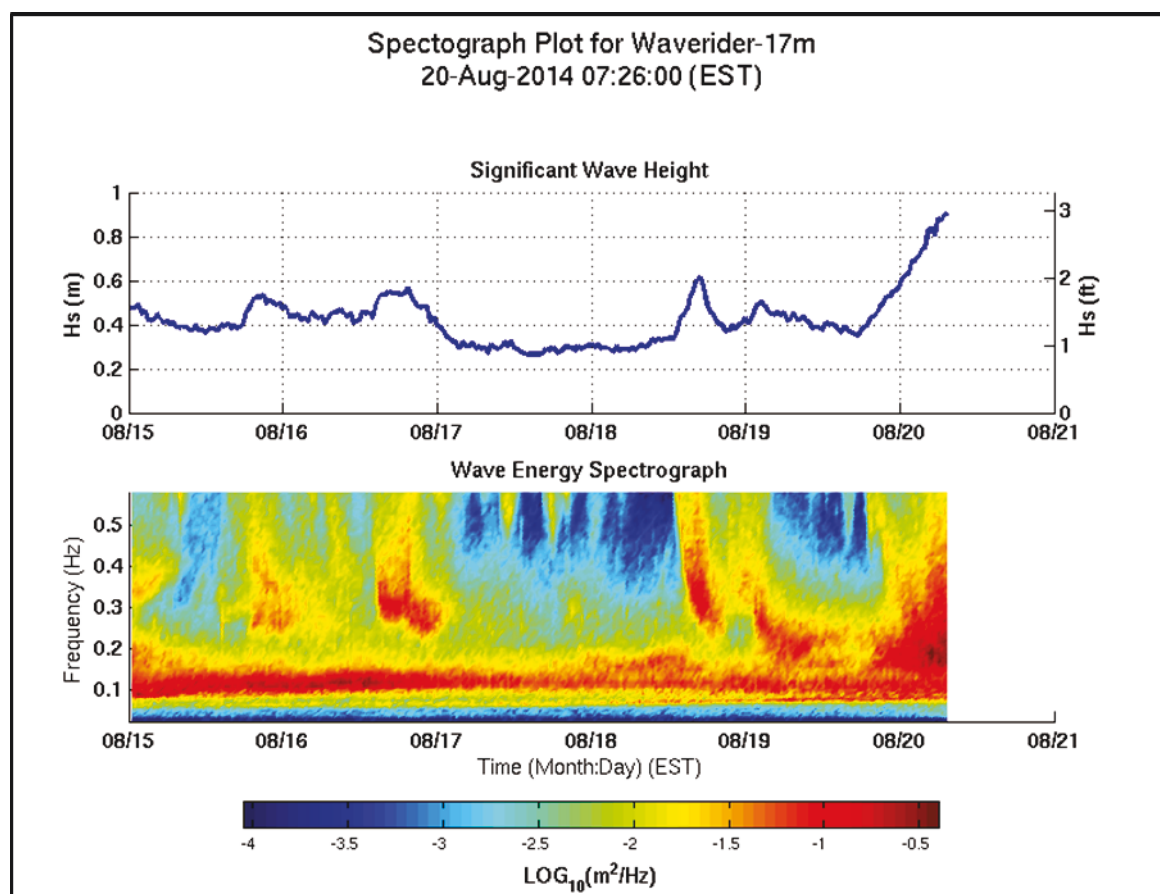 Spectograph Plot for Waverider-17m
20-Aug-2014 07:26:00 (EST)
Significant Wave Height
Hs (m)
1
0.8
0.6
0.4
0.2
0
Hs (ft)
3
2
1
0
08/15 08/16 08/17 08/18 08/19 08/20 08/21
Wave Energy Spectrograph
Frequency (Hz)
0.5
0.4
0.3
0.2
0.1
08/15 08/16 08/17 08/18 08/19 08/20 08/21
Time (Month:Day) (EST)
-4 -3.5 -3 -2.5 -2 -1.5 -1 -0.5
LOG10(m2/Hz)